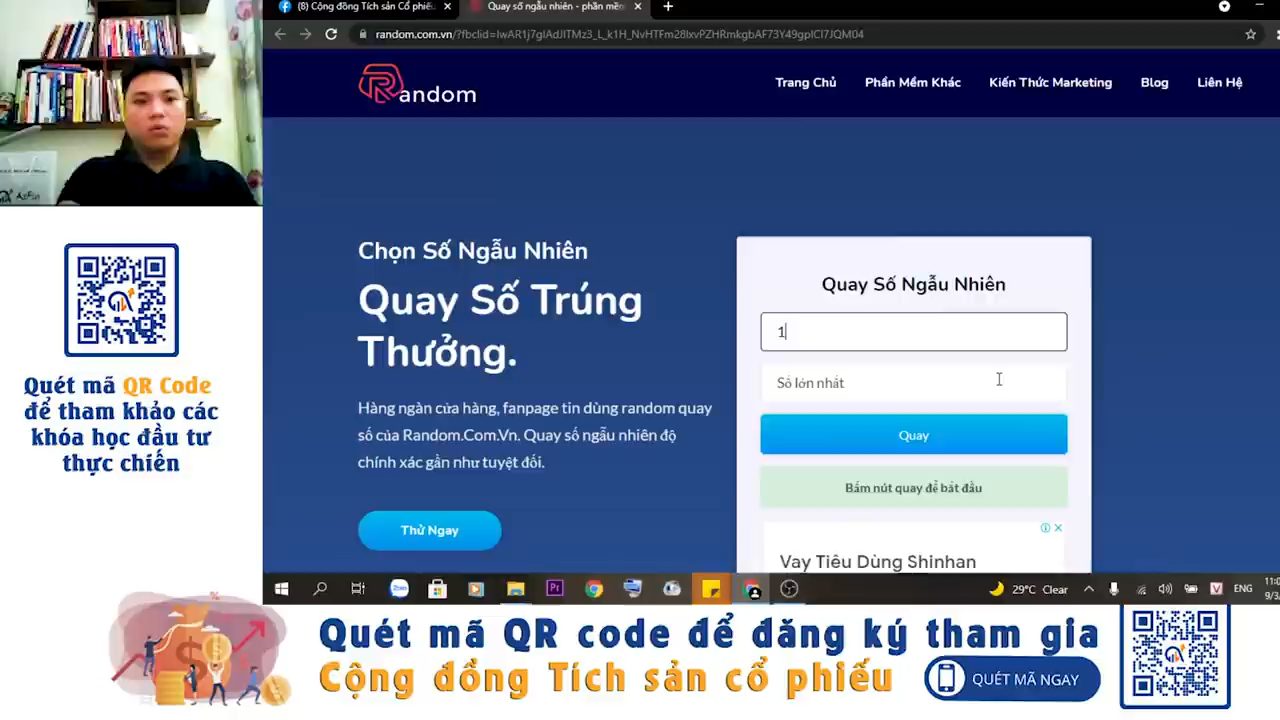 (8) Cộng đồng Tích sản Cổ phiếu
Quay số ngẫu nhiên - phần mềm
random.com.vn/?fbclid=IwAR1j7glAdJlTMz3_L_k1H_NvHTFm28lxvPZHRmkgbAF73Y49gpICl7JQM04
Random
Trang Chủ
Phần Mềm Khác
Kiến Thức Marketing
Blog
Liên Hệ
Chọn Số Ngẫu Nhiên
Quay Số Trúng
Thưởng.
Hàng ngàn cửa hàng, fanpage tin dùng random quay
số của Random.Com.Vn. Quay số ngẫu nhiên độ
chính xác gần như tuyệt đối.
Thử Ngay
Quay Số Ngẫu Nhiên
1
Số lớn nhất
Quay
Bấm nút quay để bắt đầu
Vay Tiêu Dùng Shinhan
Quét mã QR Code
để tham khảo các
khóa học đầu tư
thực chiến
29°C Clear
ENG
Quét mã QR code để đăng ký tham gia
Cộng đồng Tích sản cổ phiếu
QUÉT MÃ NGAY